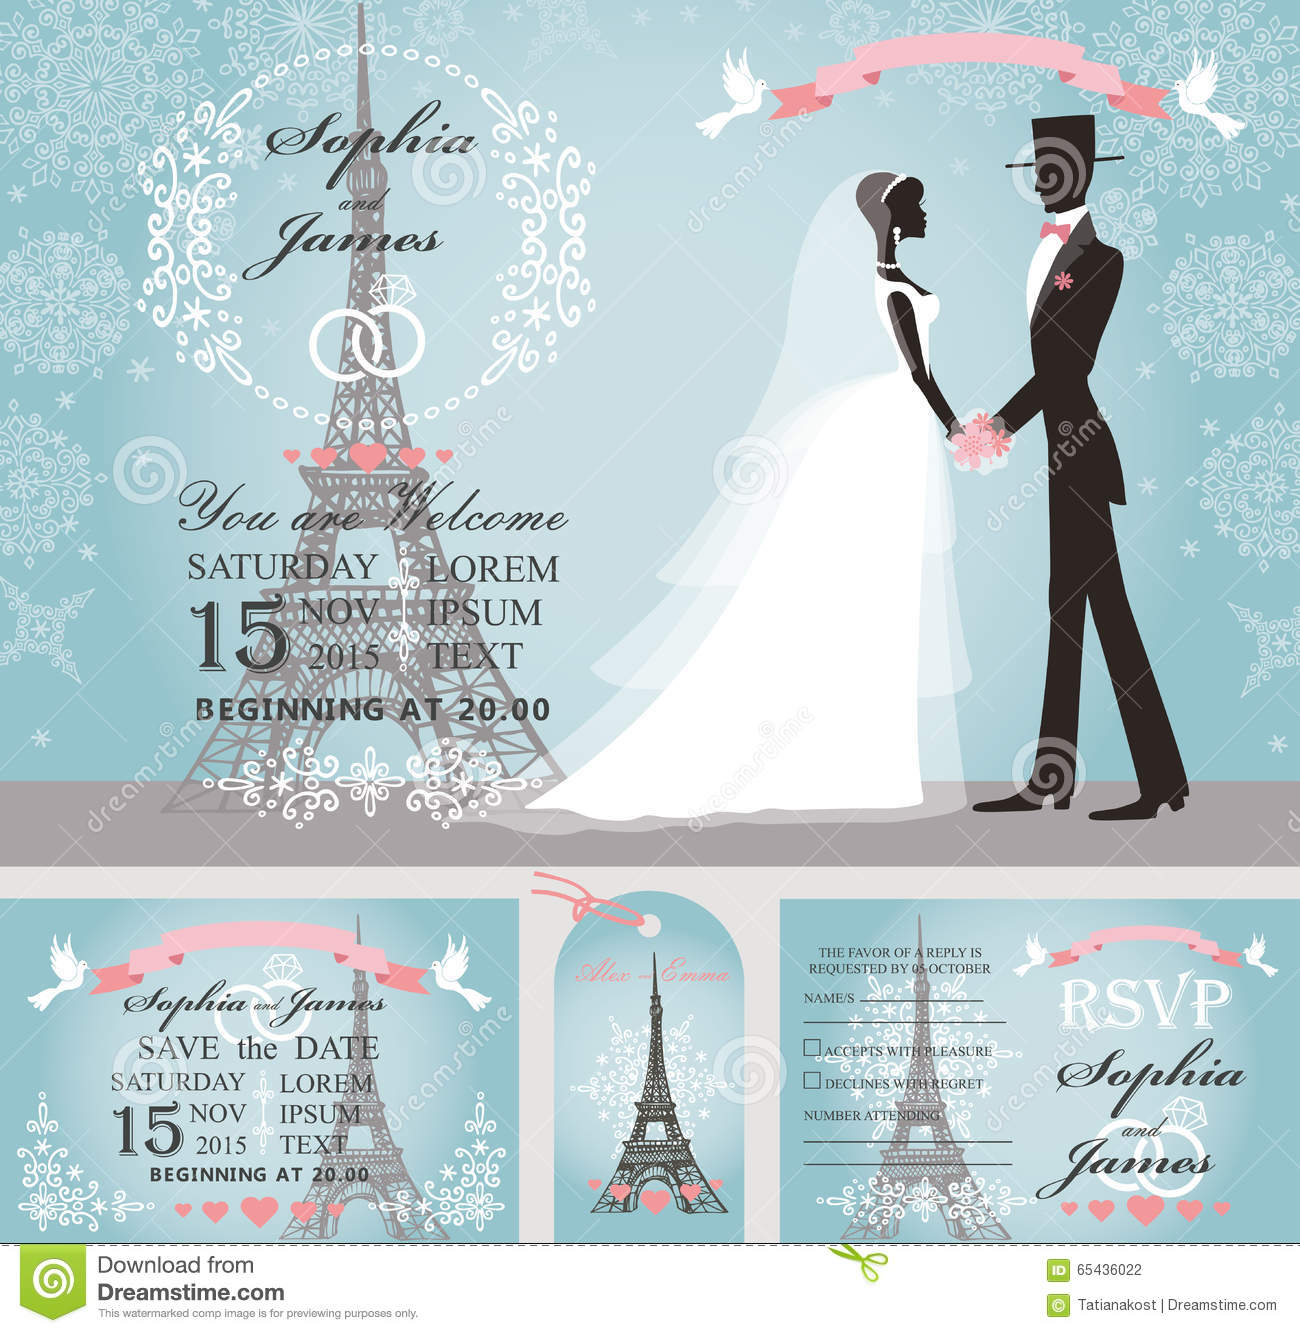 Sophia
and
James
You are Welcome
SATURDAY
15 NOV
2015
LOREM
IPSUM
TEXT
BEGINNING AT 20.00
Sophia and James
SAVE the DATE
SATURDAY
15 NOV
2015
LOREM
IPSUM
TEXT
BEGINNING AT 20.00
Alex and Emma
THE FAVOR OF A REPLY IS
REQUESTED BY 05 OCTOBER
NAME/S
ACCEPTS WITH PLEASURE
DECLINES WITH REGRET
NUMBER ATTENDING
RSVP
Sophia
and
James
dreamstime
Download from
Dreamstime.com
This watermarked comp image is for previewing purposes only.
ID 65436022
© Tatianakost | Dreamstime.com